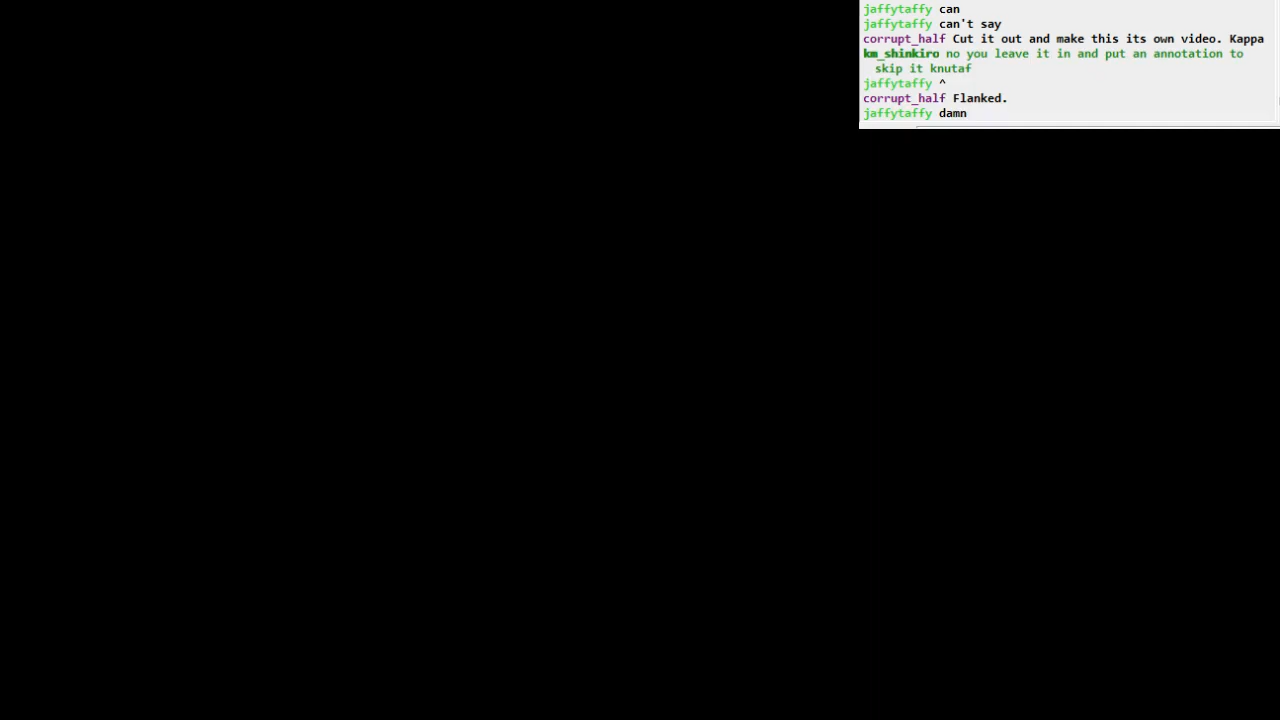 jaffytaffy can
jaffytaffy can't say
corrupt_half Cut it out and make this its own video. Kappa
km_shinkiro no you leave it in and put an annotation to
skip it knutaf
jaffytaffy ^
corrupt_half Flanked.
jaffytaffy damn